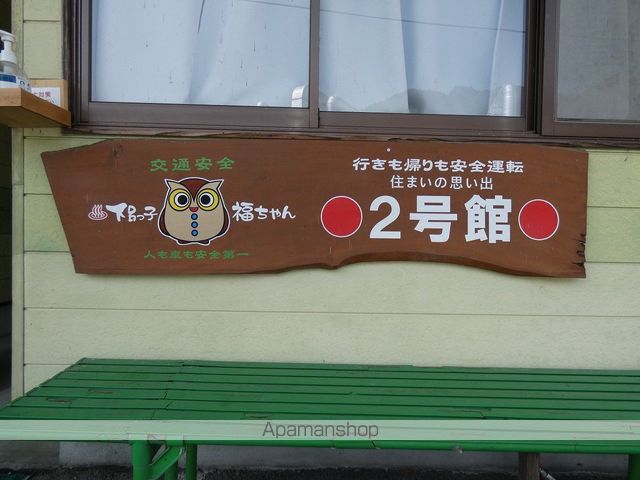 交通安全
下呂っ子 福ちゃん
人も車も安全第一
行きも帰りも安全運転
住まいの思い出
2号館
Apamanshop